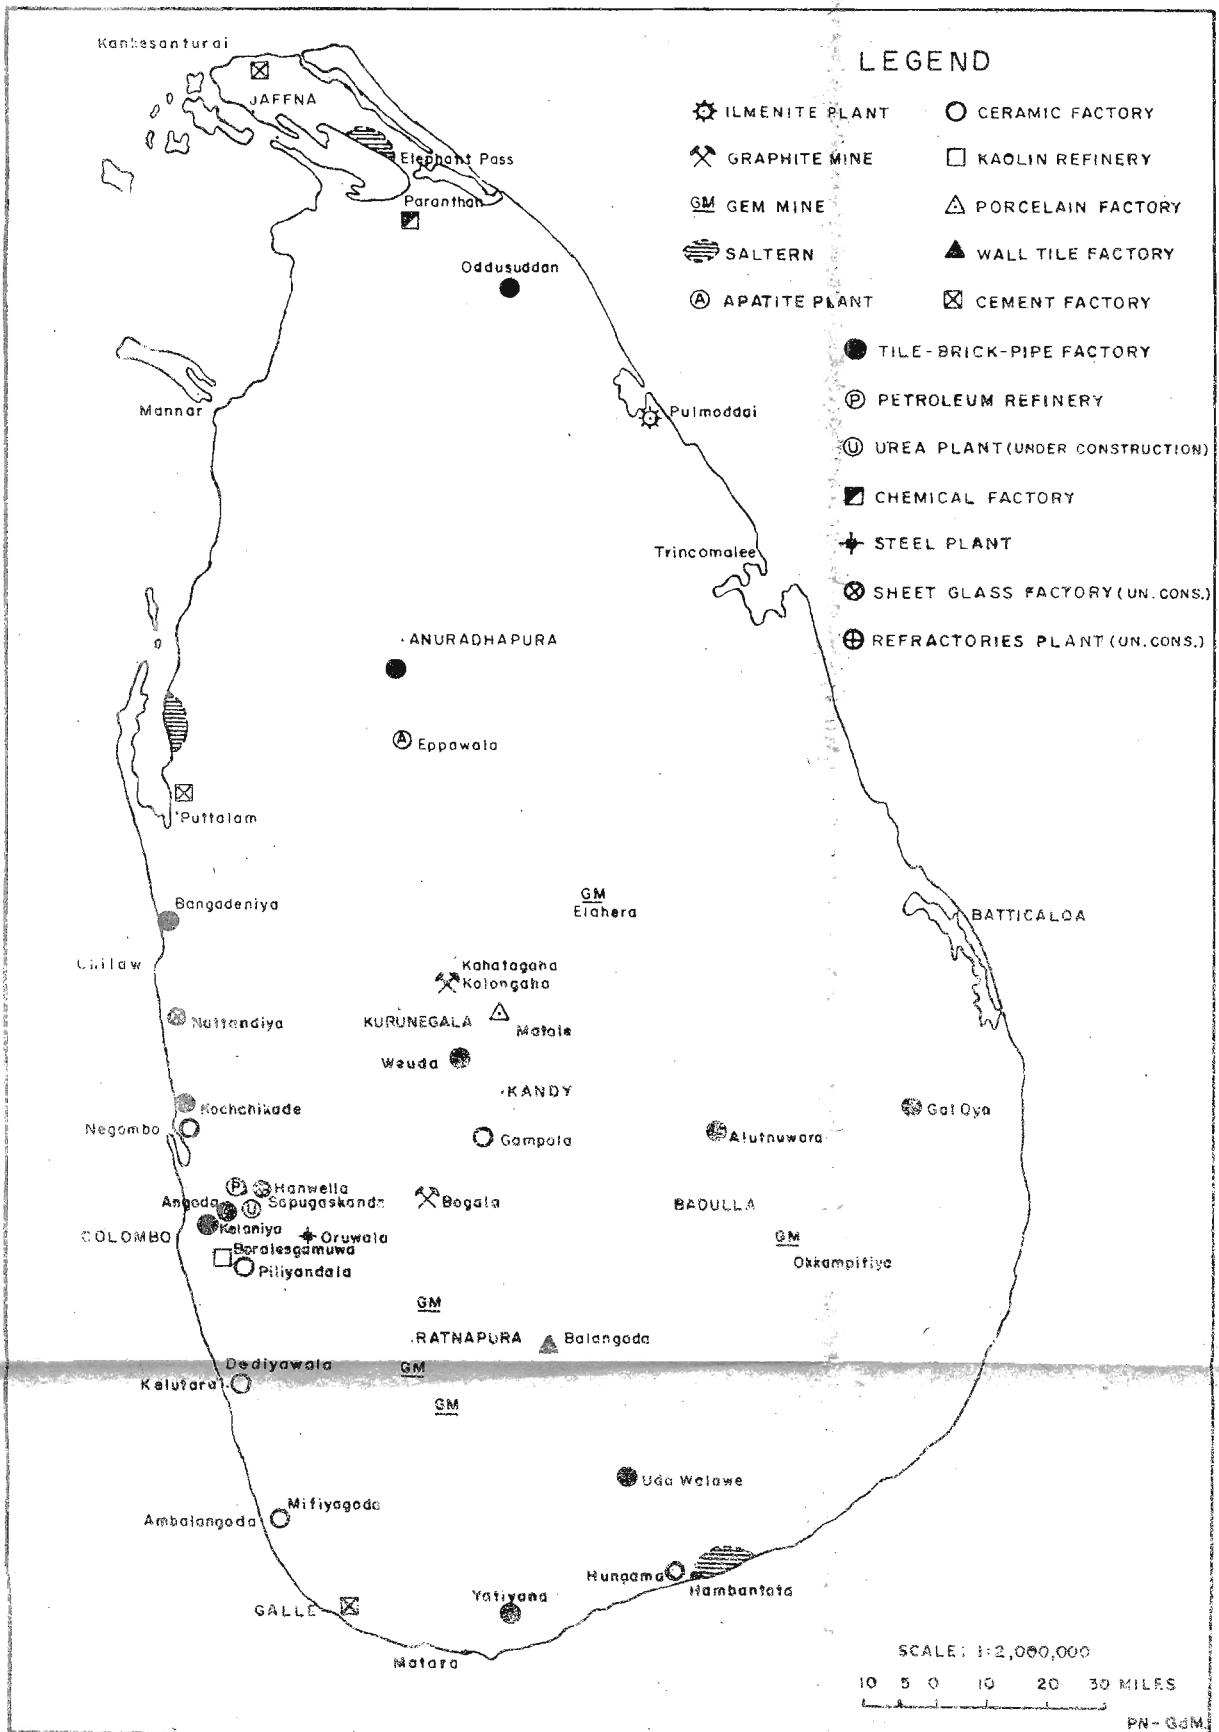 LEGEND
ILMENITE PLANT
CERAMIC FACTORY
GRAPHITE MINE
KAOLIN REFINERY
GM GEM MINE
PORCELAIN FACTORY
SALTERN
WALL TILE FACTORY
A APATITE PLANT
CEMENT FACTORY
TILE-BRICK-PIPE FACTORY
P PETROLEUM REFINERY
U UREA PLANT (UNDER CONSTRUCTION)
CHEMICAL FACTORY
STEEL PLANT
SHEET GLASS FACTORY (UN. CONS.)
REFRACTORIES PLANT (UN. CONS.)
Kankesanturai
JAFFNA
Elephant Pass
Paranthan
Oddusuddan
Mannar
Pulmoddai
Trincomalee
ANURADHAPURA
A Eppawala
Puttalam
Bangadeniya
GM
Elahera
BATTICALOA
Chilaw
Kahatagaha
Kolongaha
Nattandiya
KURUNEGALA
Matale
Weuda
KANDY
Kochchikade
Gal Oya
Negombo
Gampola
Alutnuwara
P Hanwella
Angoda
U Sapugaskanda
Bogala
BADULLA
Kelaniya
COLOMBO
Oruwala
GM
Boralesgamuwa
Okkampitiya
Piliyandala
GM
RATNAPURA
Balangoda
Dediyawala
GM
Kalutara
GM
Uda Walawe
Mitiyagoda
Ambalangoda
Hungama
Hambantota
Yatiyana
GALLE
Matara
SCALE: 1:2,000,000
10 5 0 10 20 30 MILES
PN-GdM.